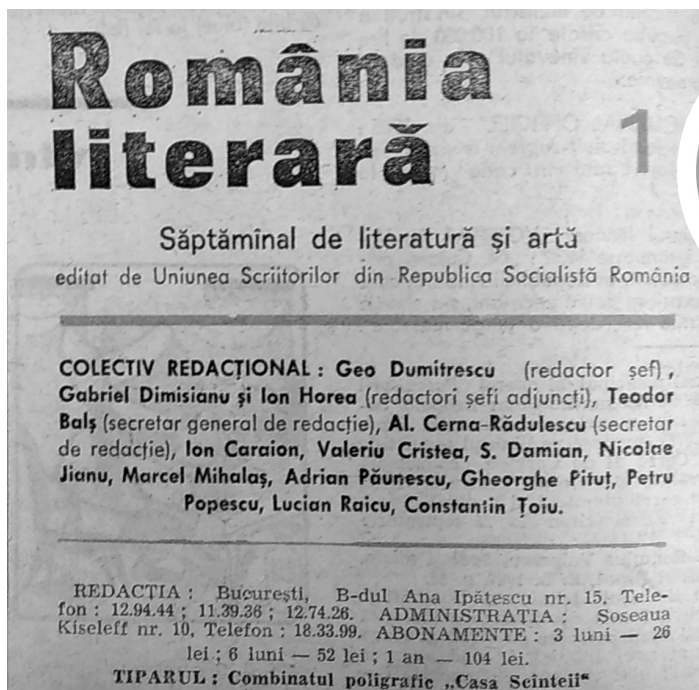 România
literară
1
Săptămînal de literatură și artă
editat de Uniunea Scriitorilor din Republica Socialistă România
COLECTIV REDACȚIONAL : Geo Dumitrescu (redactor șef),
Gabriel Dimisianu și Ion Horea (redactori șefi adjuncți), Teodor
Balș (secretar general de redacție), Al. Cerna-Rădulescu (secretar
de redacție), Ion Caraion, Valeriu Cristea, S. Damian, Nicolae
Jianu, Marcel Mihalaș, Adrian Păunescu, Gheorghe Pituț, Petru
Popescu, Lucian Raicu, Constantin Țoiu.
REDACȚIA : București, B-dul Ana Ipătescu nr. 15, Tele-
fon : 12.94.44 ; 11.39.36 ; 12.74.26. ADMINISTRAȚIA : Șoseaua
Kiseleff nr. 10, Telefon : 18.33.99. ABONAMENTE : 3 luni — 26
lei ; 6 luni — 52 lei ; 1 an — 104 lei.
TIPARUL : Combinatul poligrafic „Casa Scînteii"